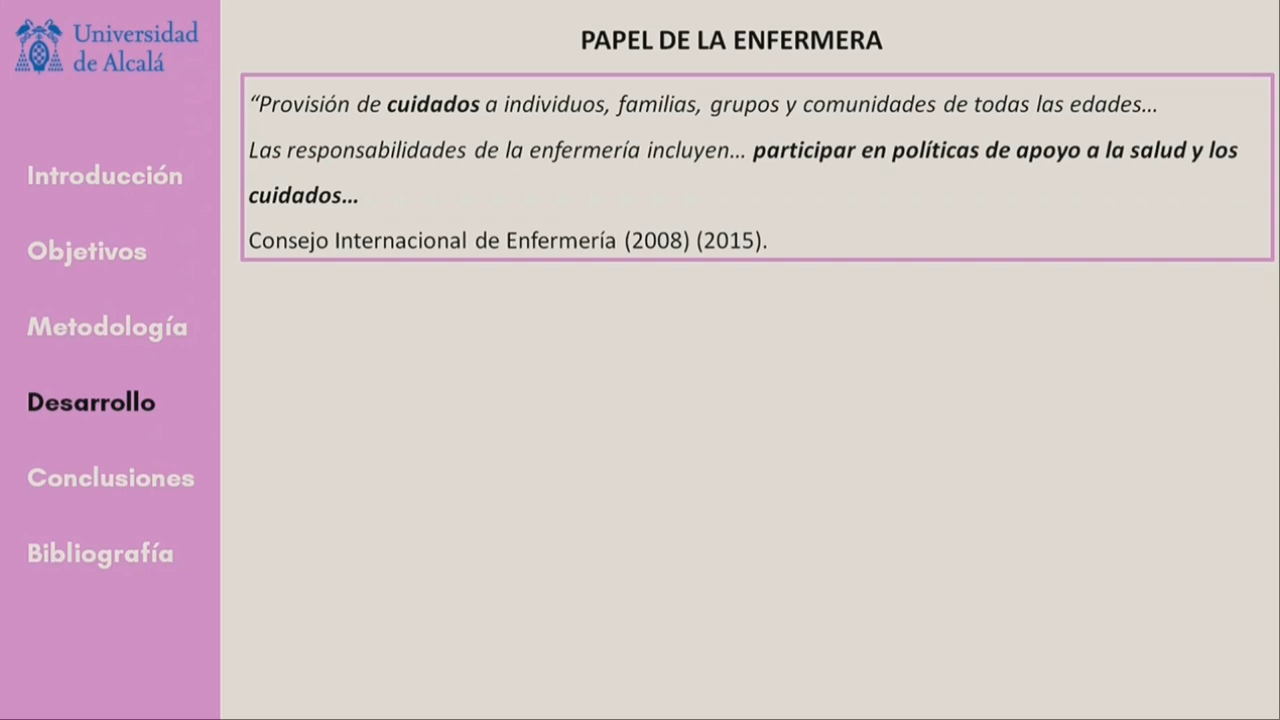 Universidad
de Alcalá
Introducción
Objetivos
Metodología
Desarrollo
Conclusiones
Bibliografía
PAPEL DE LA ENFERMERA
“Provisión de cuidados a individuos, familias, grupos y comunidades de todas las edades...
Las responsabilidades de la enfermería incluyen... participar en políticas de apoyo a la salud y los
cuidados...
Consejo Internacional de Enfermería (2008) (2015).